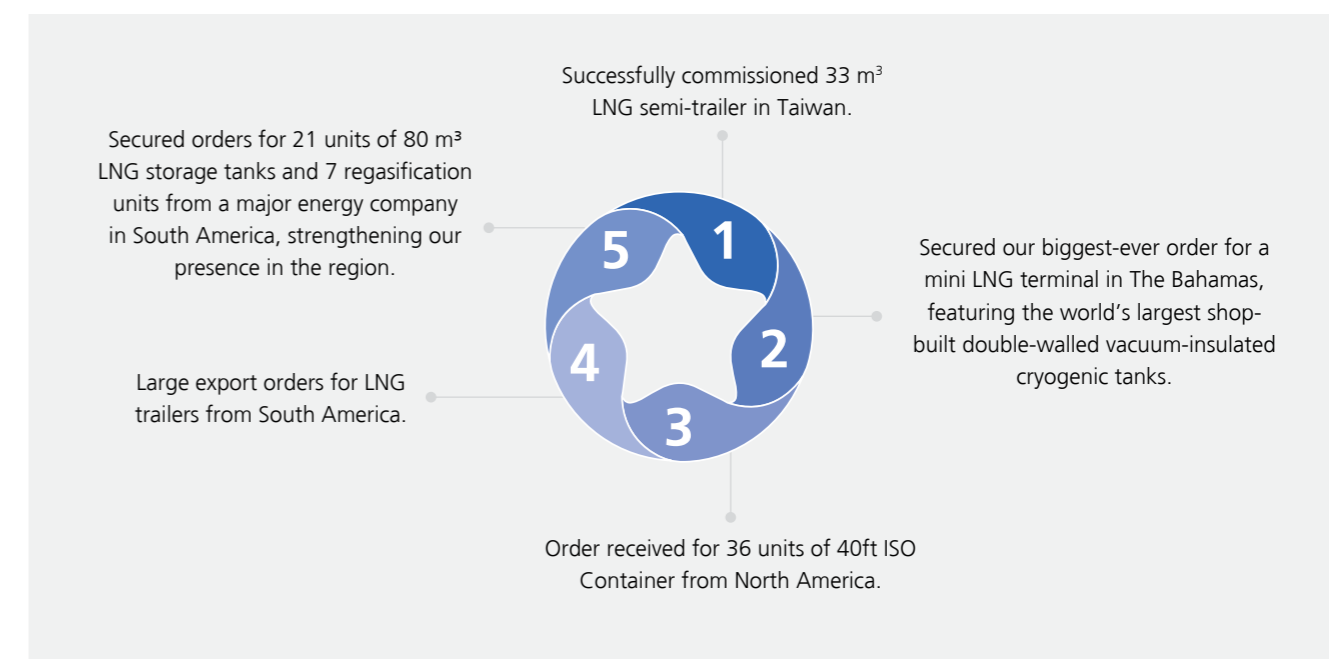 Successfully commissioned 33 m³
LNG semi-trailer in Taiwan.
1
Secured our biggest-ever order for a
mini LNG terminal in The Bahamas,
featuring the world’s largest shop-
built double-walled vacuum-insulated
cryogenic tanks.
2
Order received for 36 units of 40ft ISO
Container from North America.
3
Large export orders for LNG
trailers from South America.
4
Secured orders for 21 units of 80 m³
LNG storage tanks and 7 regasification
units from a major energy company
in South America, strengthening our
presence in the region.
5